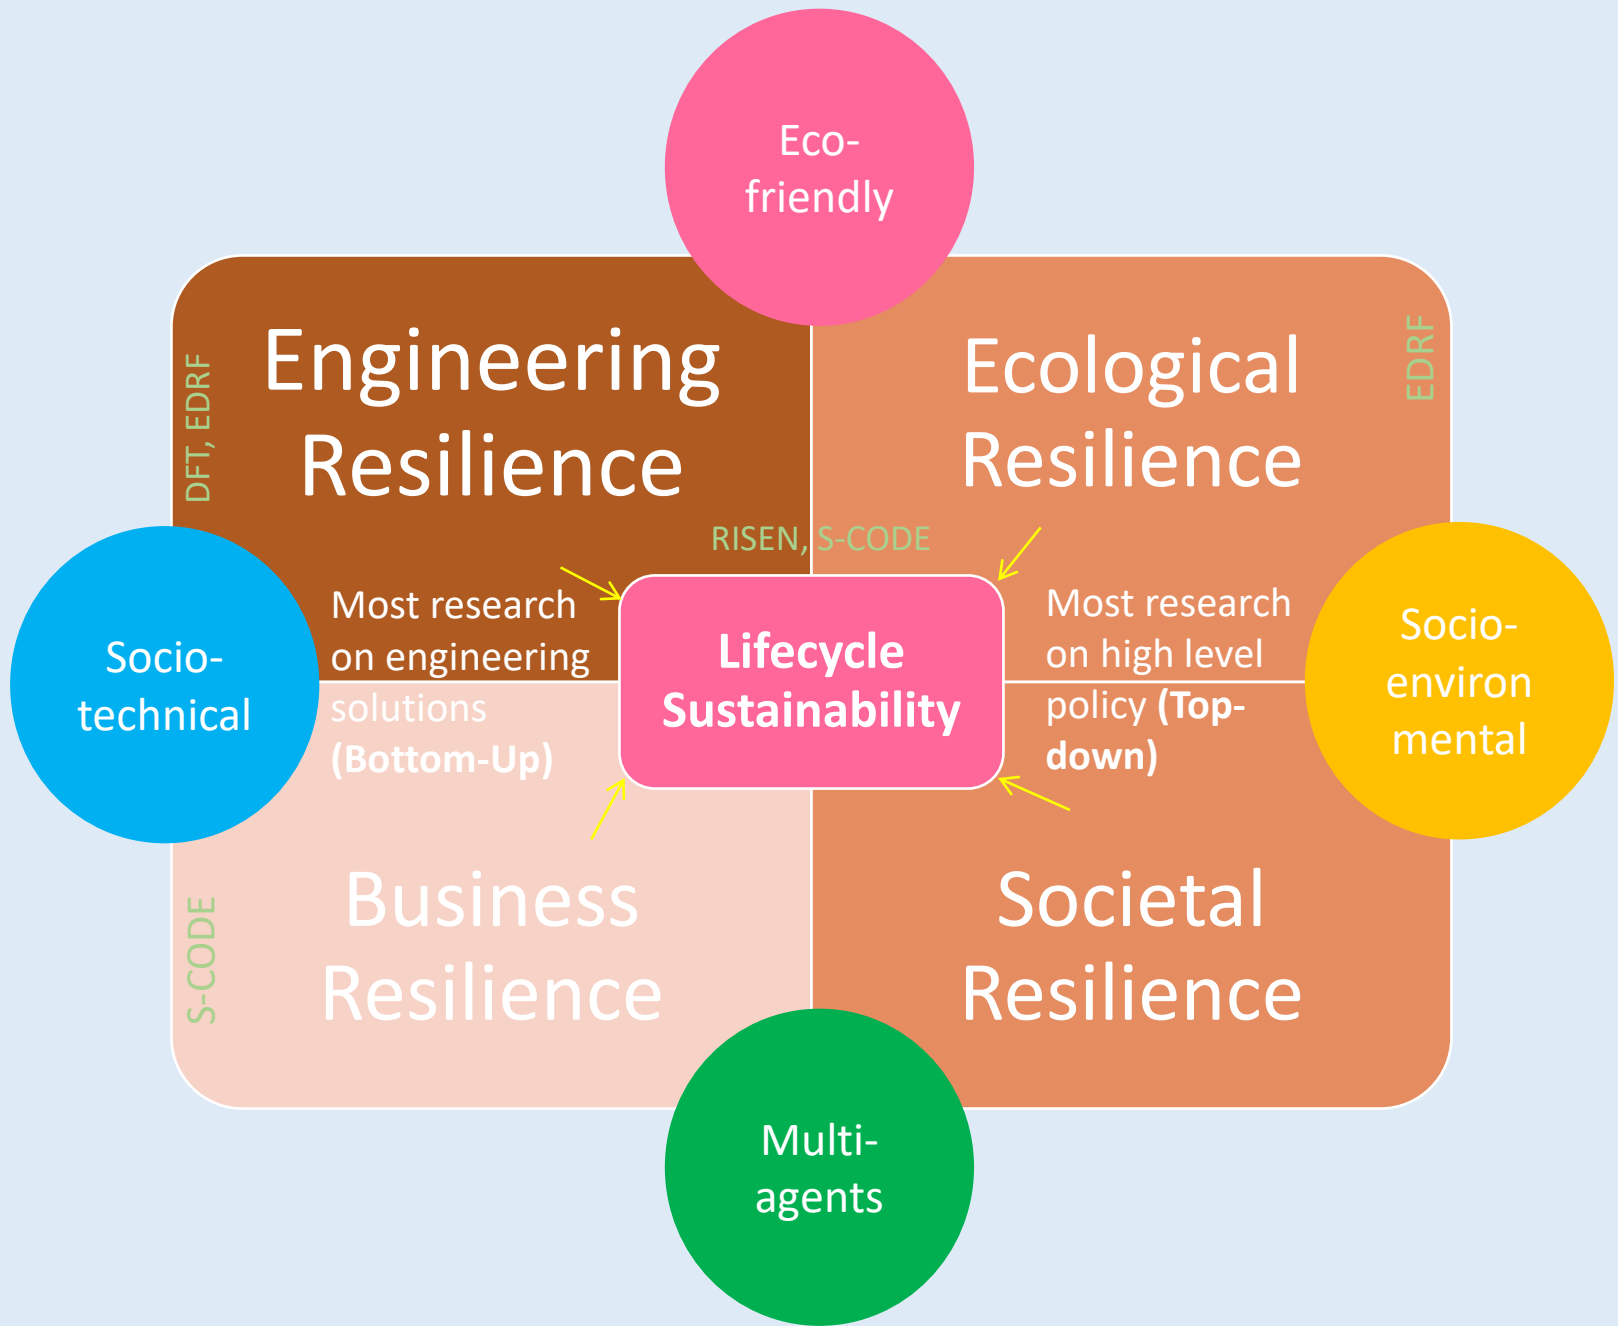 Eco-
friendly
Engineering
Resilience
DFT, EDRF
Ecological
Resilience
EDRF
RISEN, S-CODE
Socio-
technical
Most research
on engineering
solutions
(Bottom-Up)
Lifecycle
Sustainability
Most research
on high level
policy (Top-
down)
Socio-
environ
mental
Business
Resilience
S-CODE
Societal
Resilience
Multi-
agents